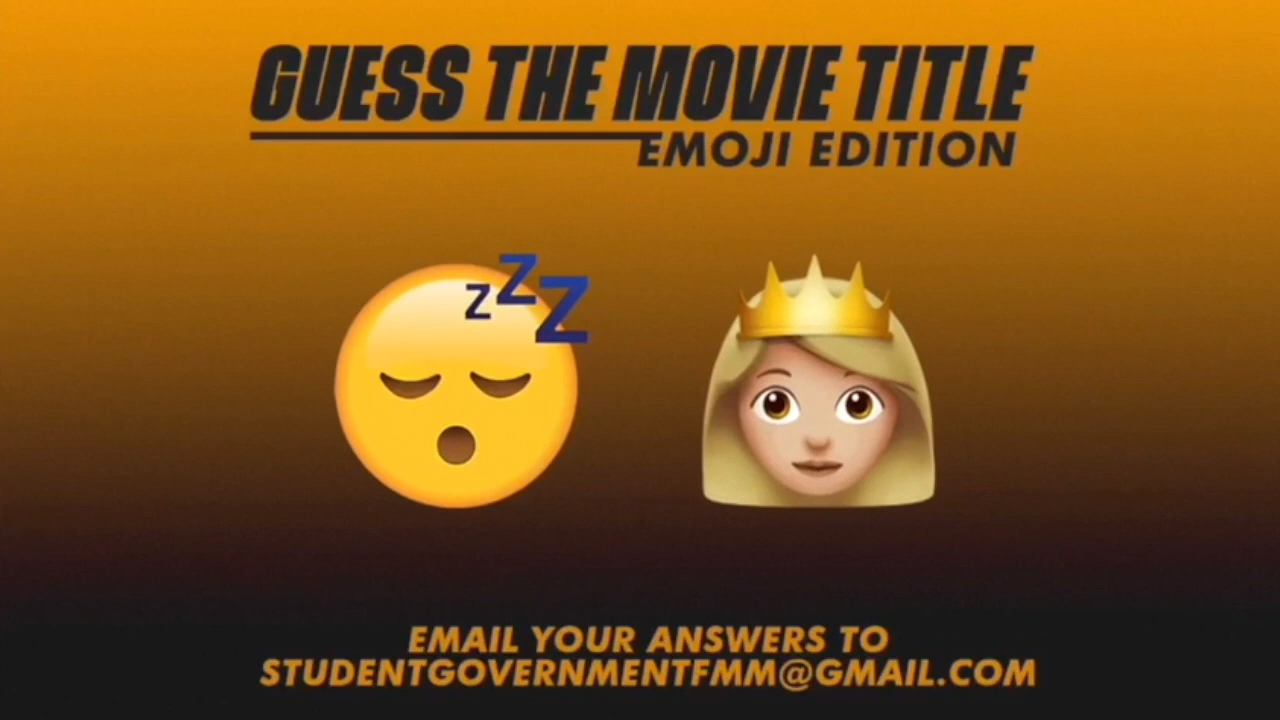 GUESS THE MOVIE TITLE
EMOJI EDITION
z Z Z
EMAIL YOUR ANSWERS TO
STUDENTGOVERNMENTFMM@GMAIL.COM